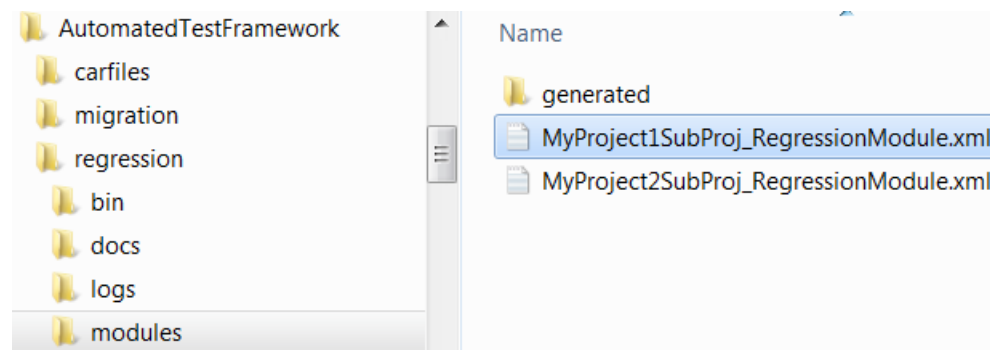 AutomatedTestFramework
carfiles
migration
regression
bin
docs
logs
modules
Name
generated
MyProject1SubProj_RegressionModule.xml
MyProject2SubProj_RegressionModule.xml